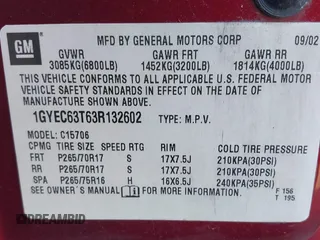 GM
MFD BY GENERAL MOTORS CORP 09/02
GVWR GAWR FRT GAWR RR
3085KG(6800LB) 1452KG(3200LB) 1814KG(4000LB)
THIS VEHICLE CONFORMS TO ALL APPLICABLE U.S. FEDERAL MOTOR
VEHICLE SAFETY STANDARDS IN EFFECT ON THE DATE OF
MANUFACTURE SHOWN ABOVE.
1GYEC63T63R132602 TYPE: M.P.V.
MODEL: C15706
CPMG TIRE SIZE SPEED RTG RIM COLD TIRE PRESSURE
FRT P265/70R17 S 17X7.5J 210KPA(30PSI)
RR P265/70R17 S 17X7.5J 210KPA(30PSI)
SPA P265/75R16 H 16X6.5J 240KPA(35PSI)
SEE OWNER'S MANUAL FOR ADDITIONAL INFORMATION. F 156
T 195
DREAMBID